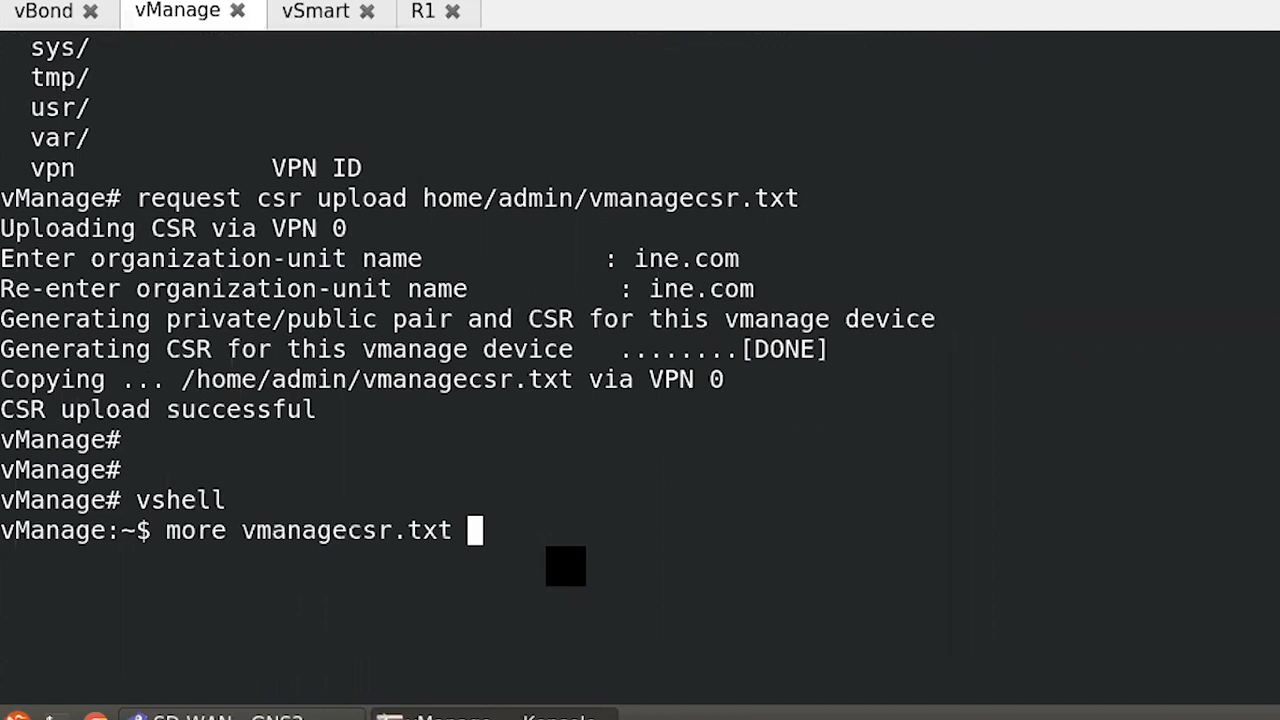 vBond vManage vSmart R1
sys/
tmp/
usr/
var/
vpn VPN ID
vManage# request csr upload home/admin/vmanagecsr.txt
Uploading CSR via VPN 0
Enter organization-unit name : ine.com
Re-enter organization-unit name : ine.com
Generating private/public pair and CSR for this vmanage device
Generating CSR for this vmanage device ........[DONE]
Copying ... /home/admin/vmanagecsr.txt via VPN 0
CSR upload successful
vManage#
vManage#
vManage# vshell
vManage:~$ more vmanagecsr.txt